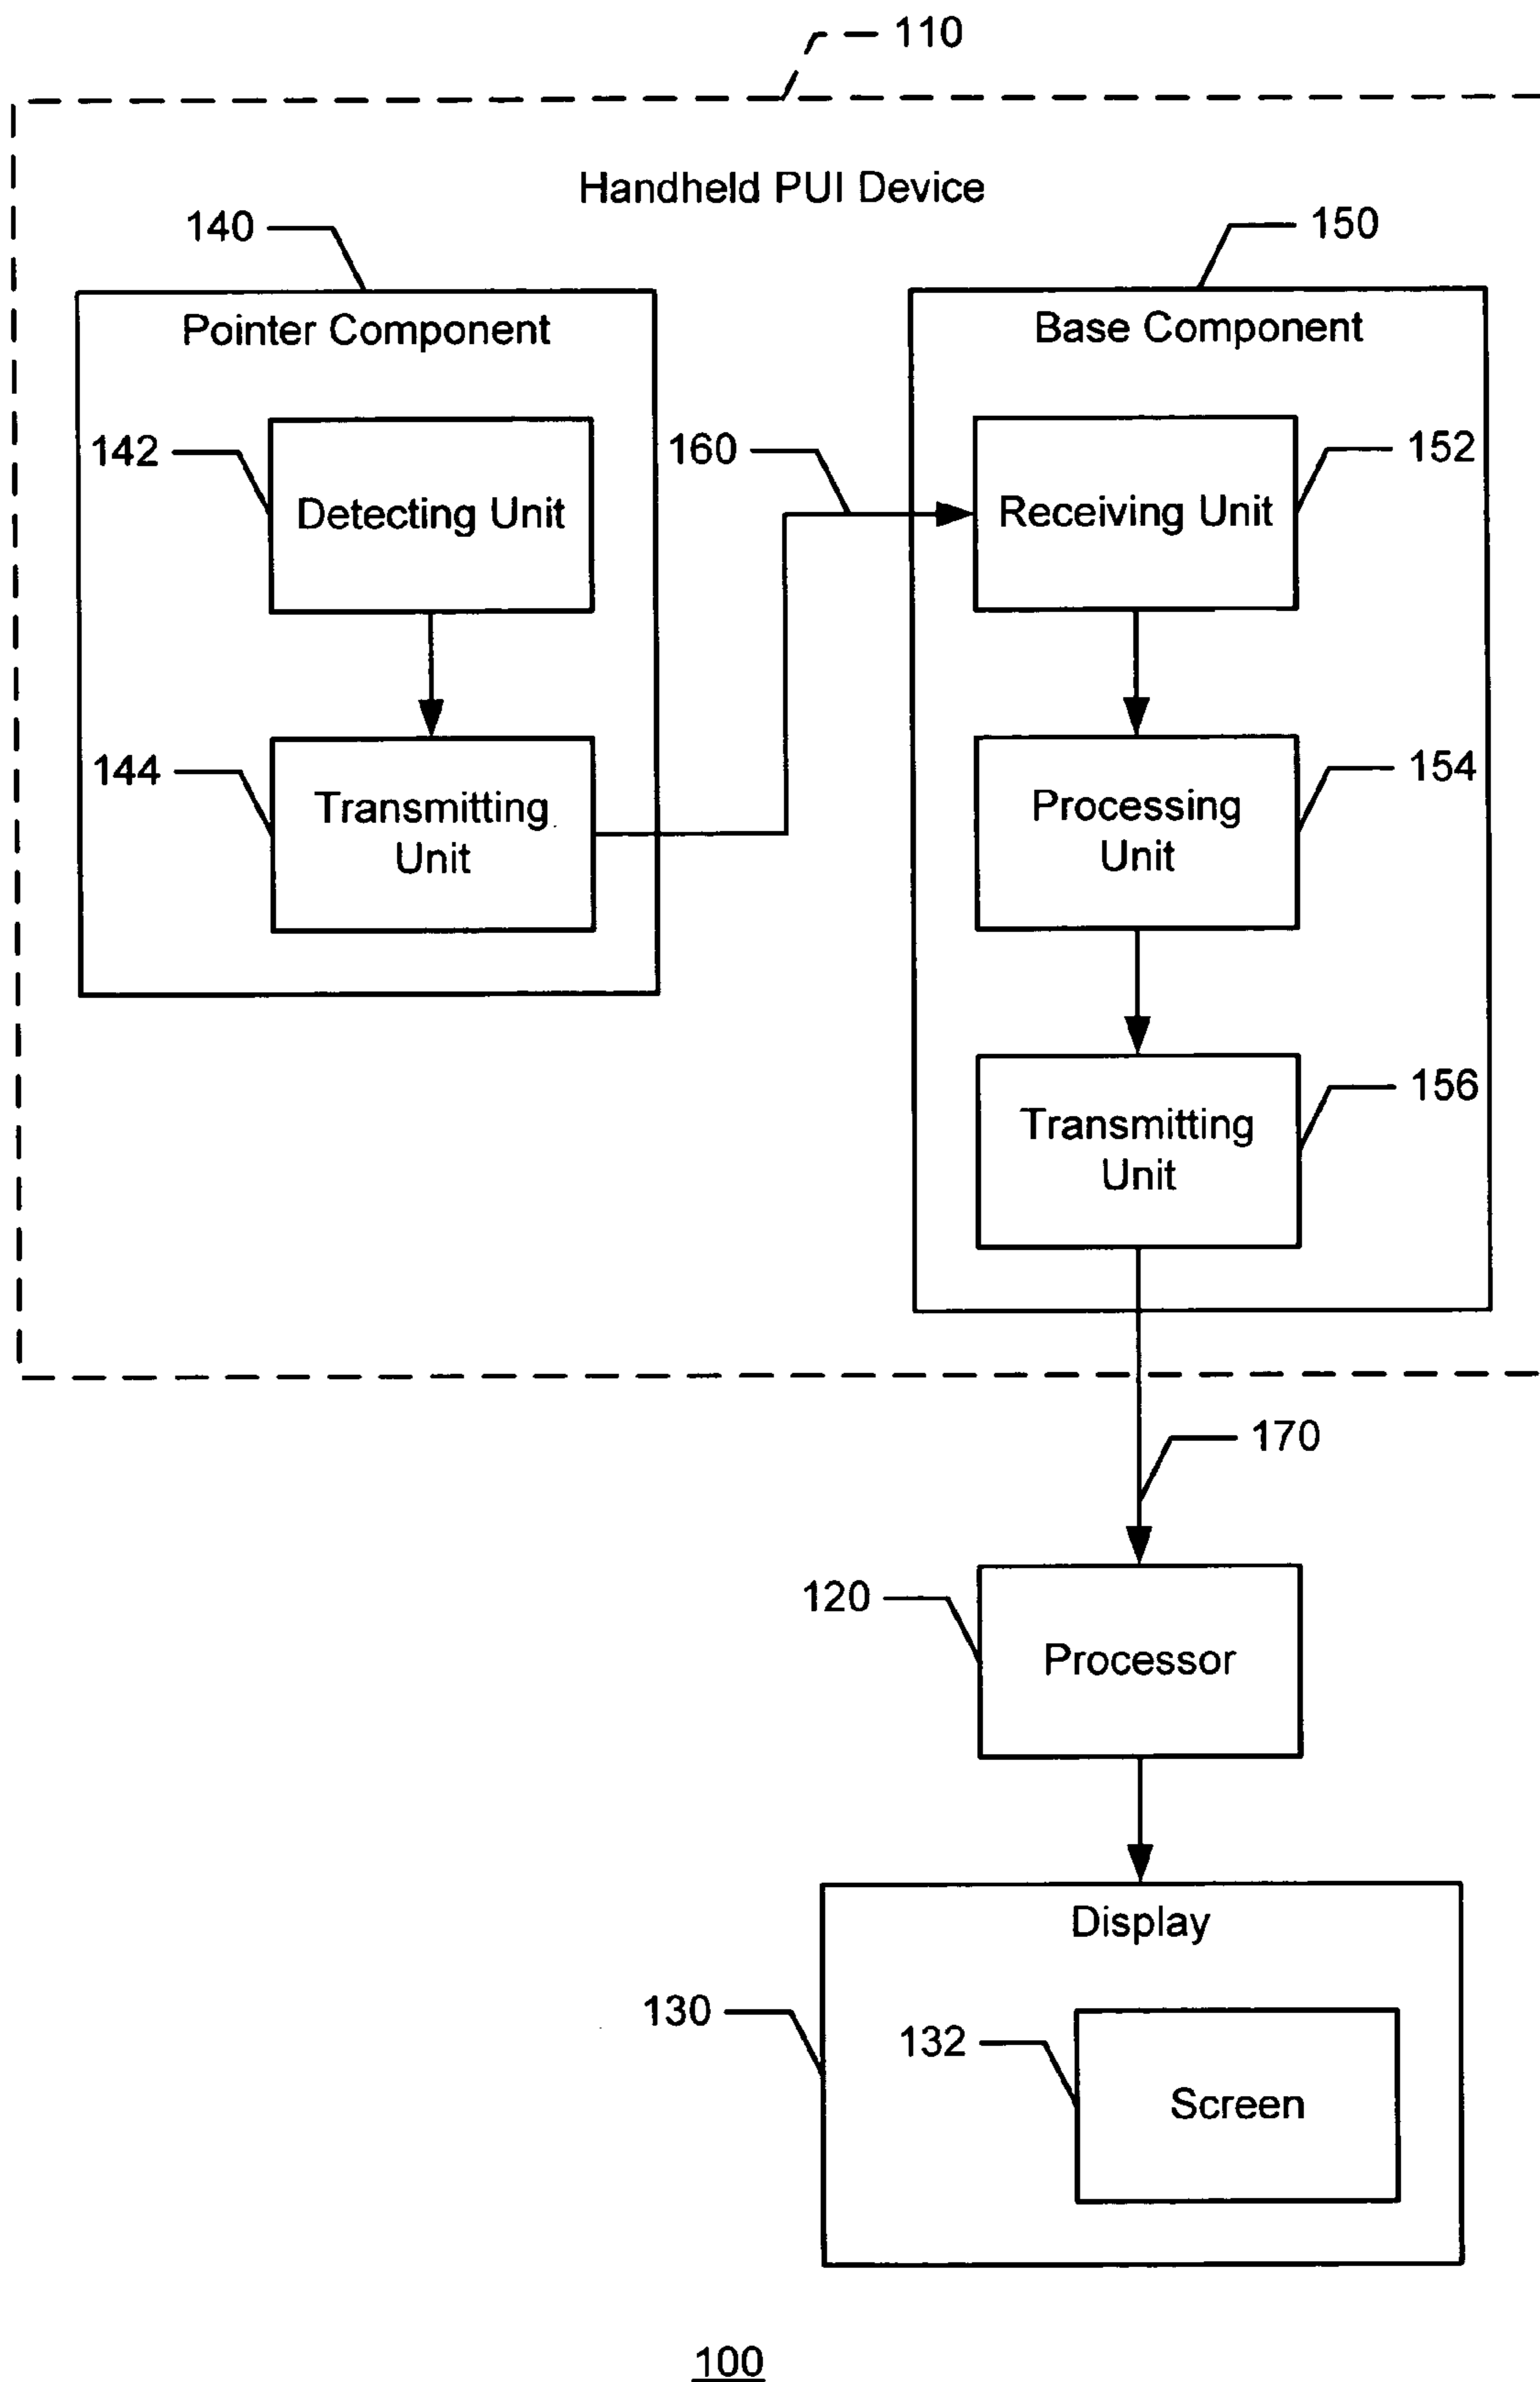 110
Handheld PUI Device
140
150
Pointer Component
Base Component
142
Detecting Unit
160
Receiving Unit
152
144
Transmitting
Unit
Processing
Unit
154
Transmitting
Unit
156
170
120
Processor
Display
130
132
Screen
100